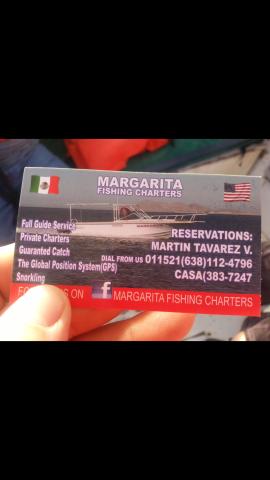 MARGARITA
FISHING CHARTERS
Full Guide Service
Private Charters
Guaranted Catch
The Global Position System(GPS)
Snorkling
RESERVATIONS:
MARTIN TAVAREZ V.
DIAL FROM US 011521(638)112-4796
CASA(383-7247
ON f MARGARITA FISHING CHARTERS